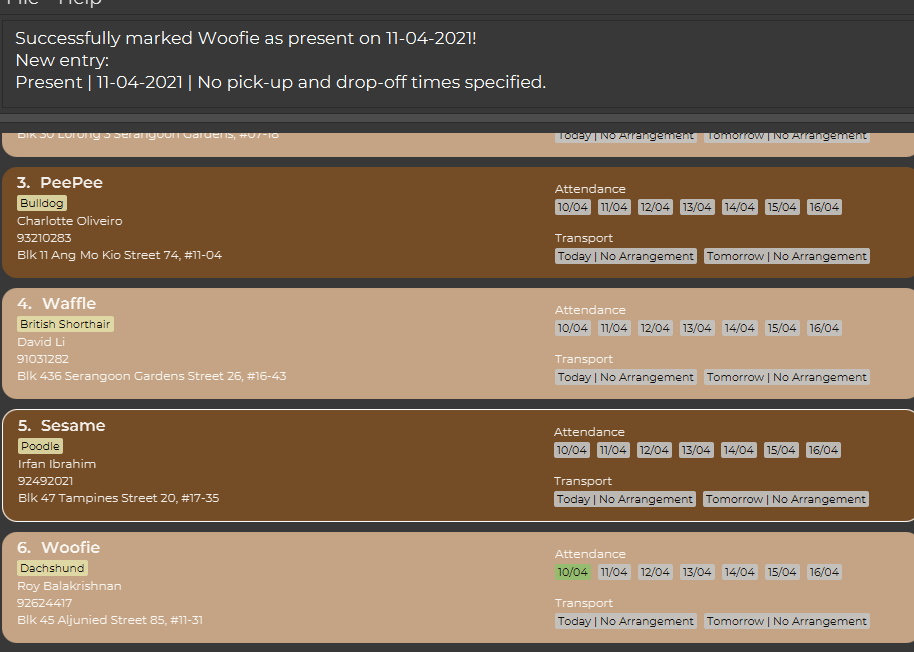 File Help
Successfully marked Woofie as present on 11-04-2021!
New entry:
Present | 11-04-2021 | No pick-up and drop-off times specified.
Blk 30 Lorong 3 Serangoon Gardens, #07-18
Today | No Arrangement Tomorrow | No Arrangement
3. PeePee
Bulldog
Charlotte Oliveiro
93210283
Blk 11 Ang Mo Kio Street 74, #11-04
Attendance
10/04 11/04 12/04 13/04 14/04 15/04 16/04
Transport
Today | No Arrangement Tomorrow | No Arrangement
4. Waffle
British Shorthair
David Li
91031282
Blk 436 Serangoon Gardens Street 26, #16-43
Attendance
10/04 11/04 12/04 13/04 14/04 15/04 16/04
Transport
Today | No Arrangement Tomorrow | No Arrangement
5. Sesame
Poodle
Irfan Ibrahim
92492021
Blk 47 Tampines Street 20, #17-35
Attendance
10/04 11/04 12/04 13/04 14/04 15/04 16/04
Transport
Today | No Arrangement Tomorrow | No Arrangement
6. Woofie
Dachshund
Roy Balakrishnan
92624417
Blk 45 Aljunied Street 85, #11-31
Attendance
10/04 11/04 12/04 13/04 14/04 15/04 16/04
Transport
Today | No Arrangement Tomorrow | No Arrangement